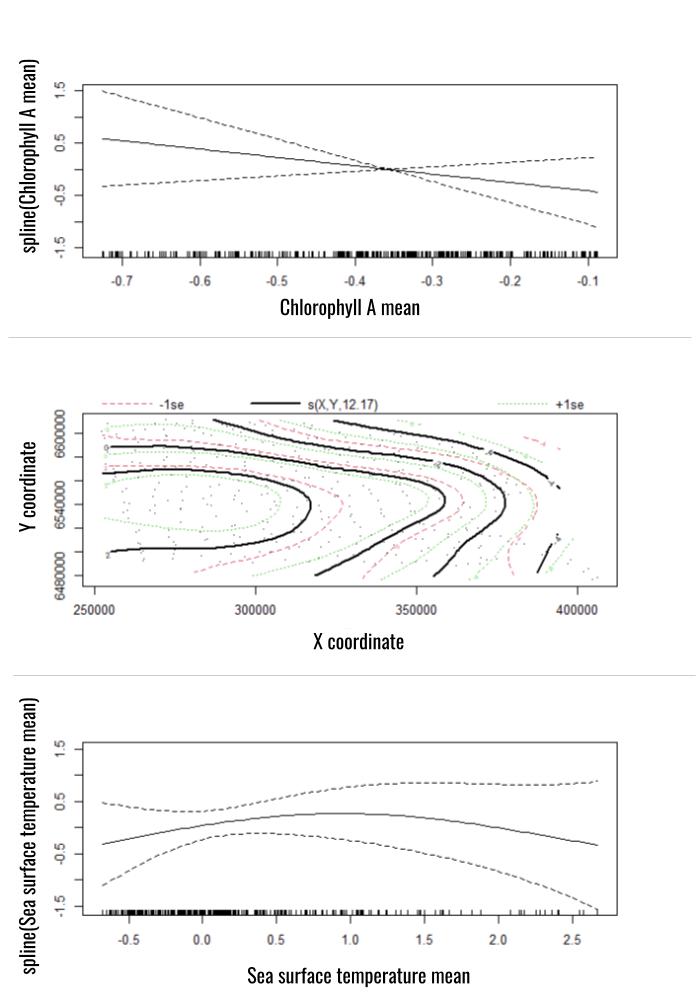 spline(Chlorophyll A mean)
1.5
0.5
-0.5
-1.5
-0.7 -0.6 -0.5 -0.4 -0.3 -0.2 -0.1
Chlorophyll A mean
-1se s(X,Y,12.17) +1se
Y coordinate
6600000
6540000
6480000
250000 300000 350000 400000
X coordinate
spline(Sea surface temperature mean)
1.5
0.5
-0.5
-1.5
-0.5 0.0 0.5 1.0 1.5 2.0 2.5
Sea surface temperature mean